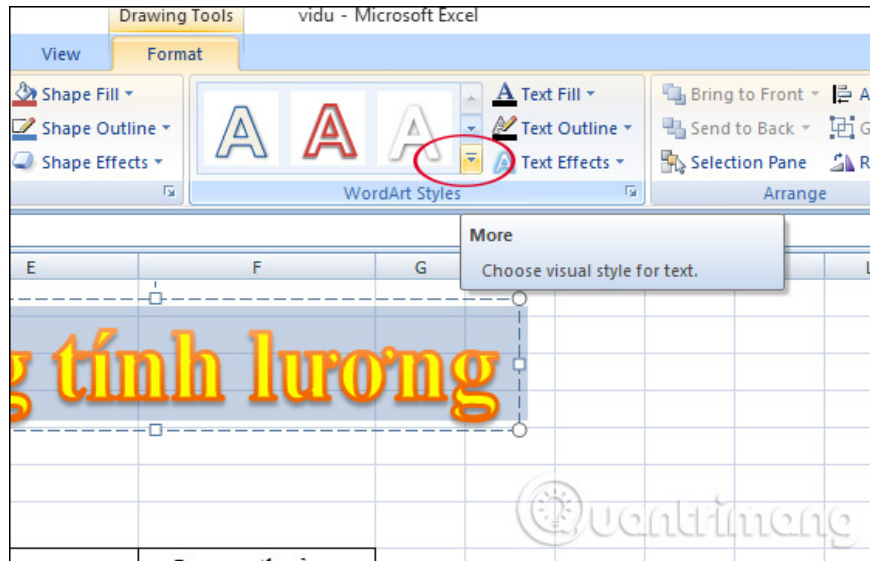 Drawing Tools vidu - Microsoft Excel
View Format
Shape Fill
Shape Outline
Shape Effects
A A A
Text Fill
Text Outline
Text Effects
WordArt Styles
Bring to Front
Send to Back
Selection Pane
A
G
R
Arrange
More
Choose visual style for text.
E F G L
g tính lương
Quantrimang